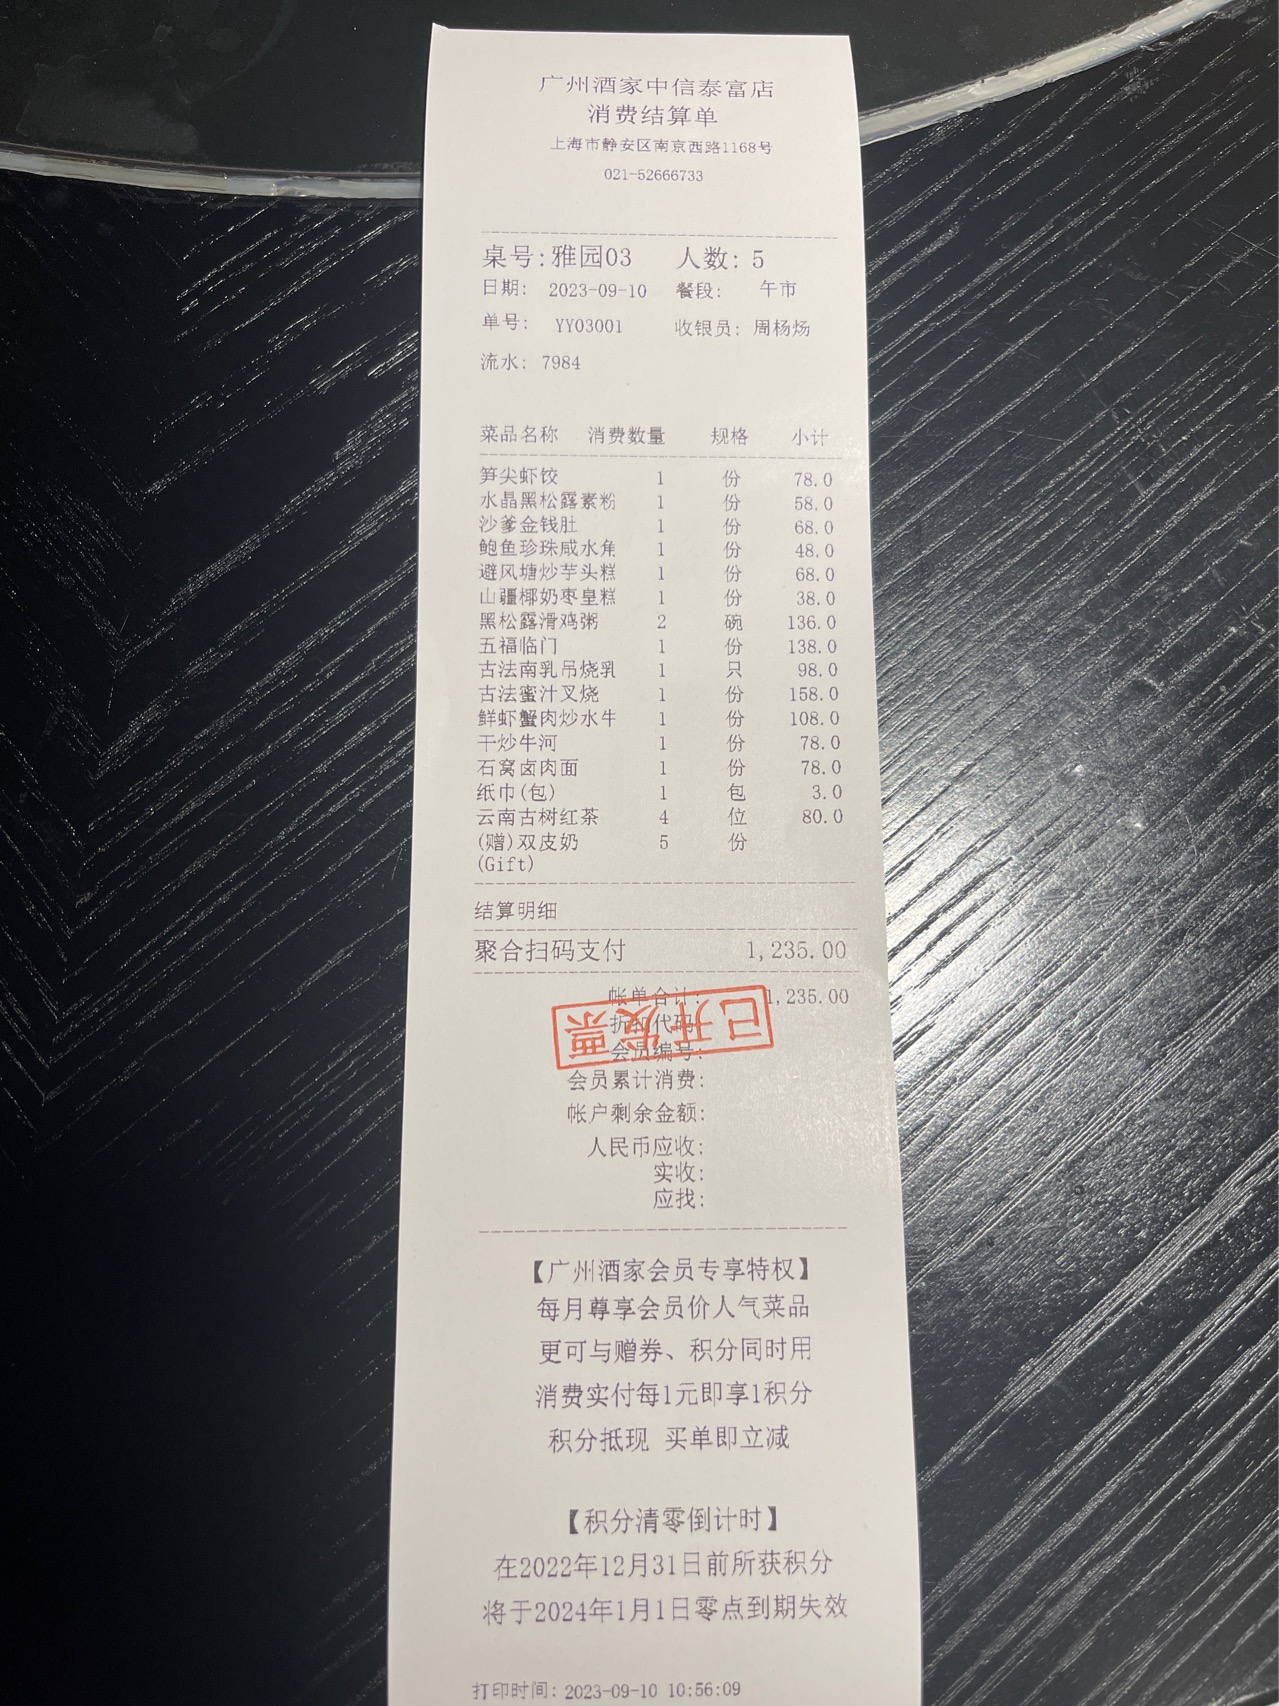 广州酒家中信泰富店
消费结算单
上海市静安区南京西路1168号
021-52666733
桌号:雅园03 人数: 5
日期: 2023-09-10 餐段: 午市
单号: YY03001 收银员: 周杨炀
流水: 7984
菜品名称 消费数量 规格 小计
笋尖虾饺 1 份 78.0
水晶黑松露素粉 1 份 58.0
沙爹金钱肚 1 份 68.0
鲍鱼珍珠咸水角 1 份 48.0
避风塘炒芋头糕 1 份 68.0
山疆椰奶枣皇糕 1 份 38.0
黑松露滑鸡粥 2 碗 136.0
五福临门 1 份 138.0
古法南乳吊烧乳 1 只 98.0
古法蜜汁叉烧 1 份 158.0
鲜虾蟹肉炒水牛 1 份 108.0
干炒牛河 1 份 78.0
石窝卤肉面 1 份 78.0
纸巾(包) 1 包 3.0
云南古树红茶 4 位 80.0
(赠)双皮奶 5 份
(Gift)
结算明细
聚合扫码支付 1,235.00
帐单合计: 1,235.00
折扣代码:
会员编号:
已开发票
会员累计消费:
帐户剩余金额:
人民币应收:
实收:
应找:
【广州酒家会员专享特权】
每月尊享会员价人气菜品
更可与赠券、积分同时用
消费实付每1元即享1积分
积分抵现 买单即立减
【积分清零倒计时】
在2022年12月31日前所获积分
将于2024年1月1日零点到期失效
打印时间: 2023-09-10 10:56:09